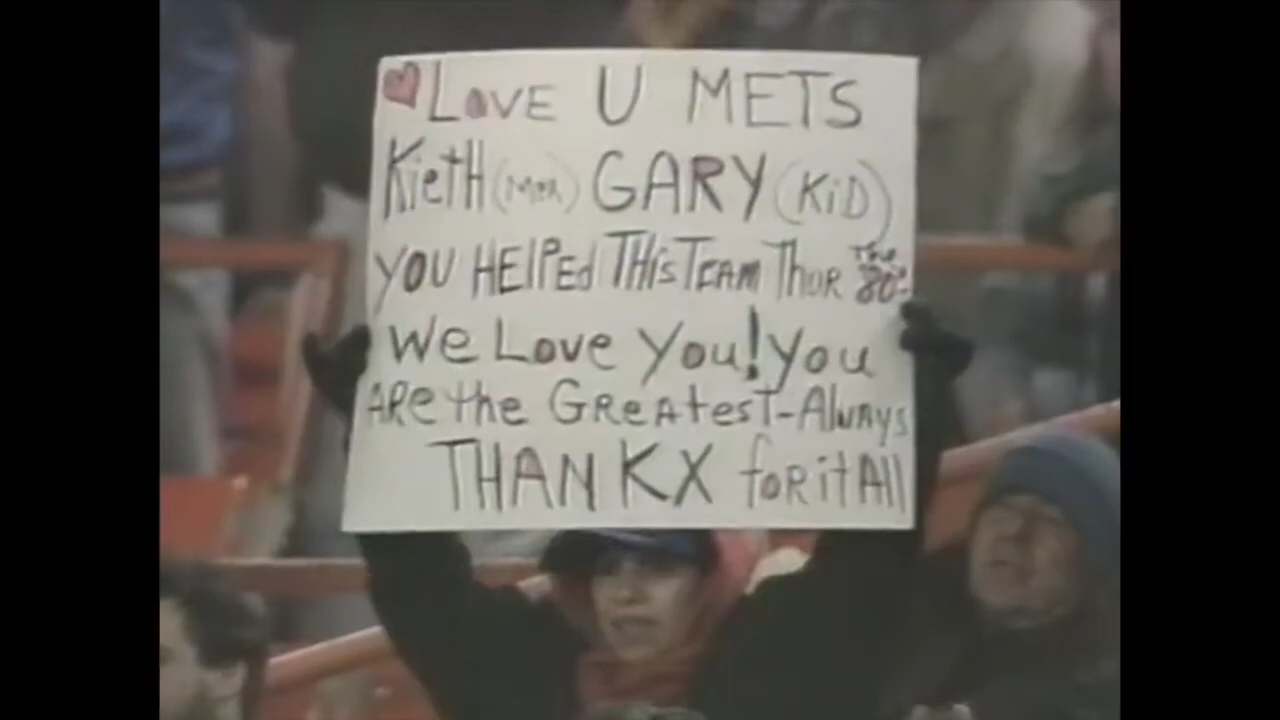 ♥ Love U METS
KietH (Mex) GARY (KiD)
YOU HELPEd THiS TEAM THUR The 80's
We Love You! You
ARe the GReAtesT-Always
THANKX foR it All